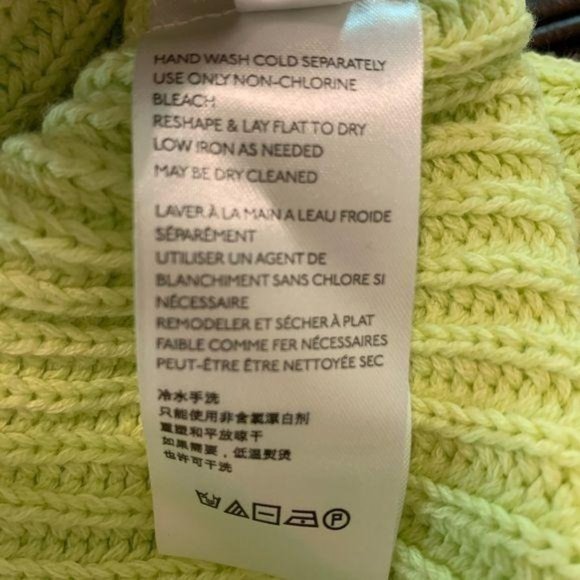 HAND WASH COLD SEPARATELY
USE ONLY NON-CHLORINE
BLEACH
RESHAPE & LAY FLAT TO DRY
LOW IRON AS NEEDED
MAY BE DRY CLEANED
LAVER À LA MAIN A LEAU FROIDE
SÉPARÉMENT
UTILISER UN AGENT DE
BLANCHIMENT SANS CHLORE SI
NÉCESSAIRE
REMODELER ET SÉCHER À PLAT
FAIBLE COMME FER NÉCESSAIRES
PEUT-ÊTRE ÊTRE NETTOYÉE SEC
冷水手洗
只能使用非含氯漂白剂
重塑和平放晾干
如果需要，低温熨烫
也许可干洗
P